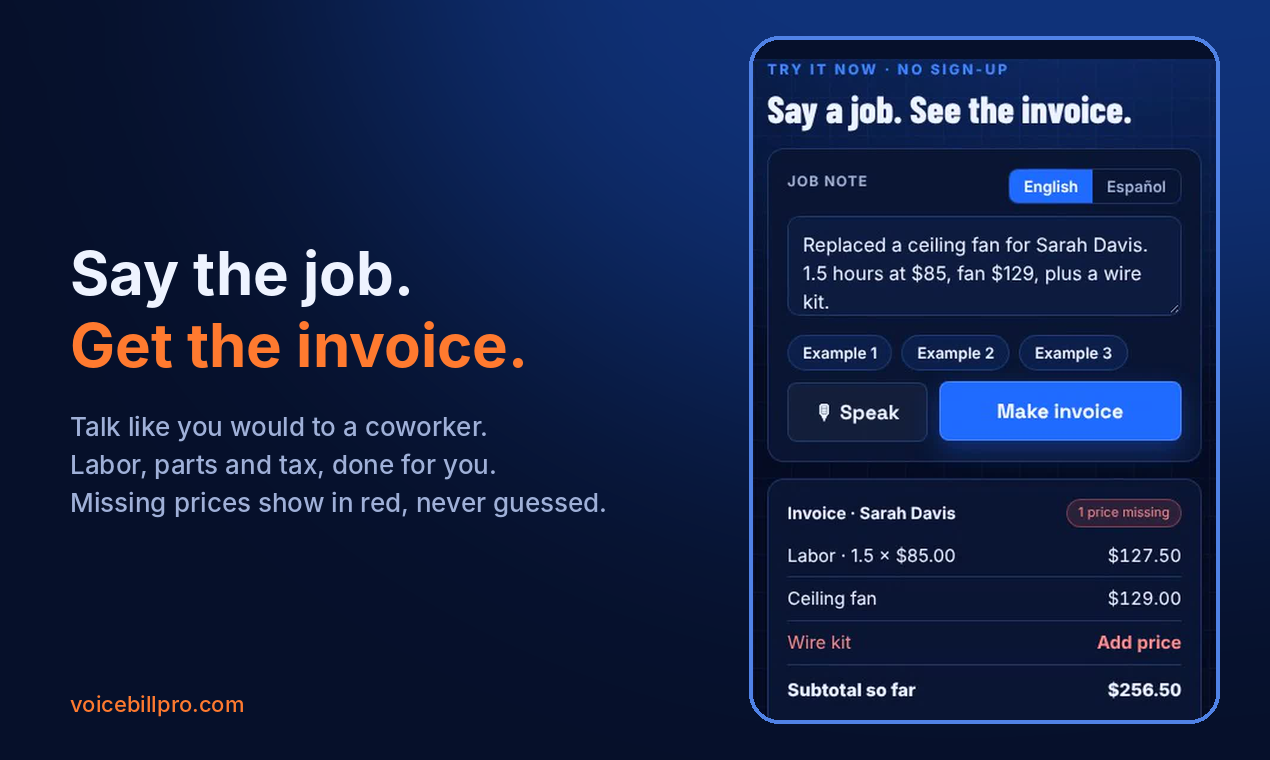 Say the job.
Get the invoice.
Talk like you would to a coworker.
Labor, parts and tax, done for you.
Missing prices show in red, never guessed.
voicebillpro.com
TRY IT NOW · NO SIGN-UP
Say a job. See the invoice.
JOB NOTE
English Español
Replaced a ceiling fan for Sarah Davis.
1.5 hours at $85, fan $129, plus a wire
kit.
Example 1 Example 2 Example 3
Speak Make invoice
Invoice · Sarah Davis 1 price missing
Labor · 1.5 × $85.00 $127.50
Ceiling fan $129.00
Wire kit Add price
Subtotal so far $256.50